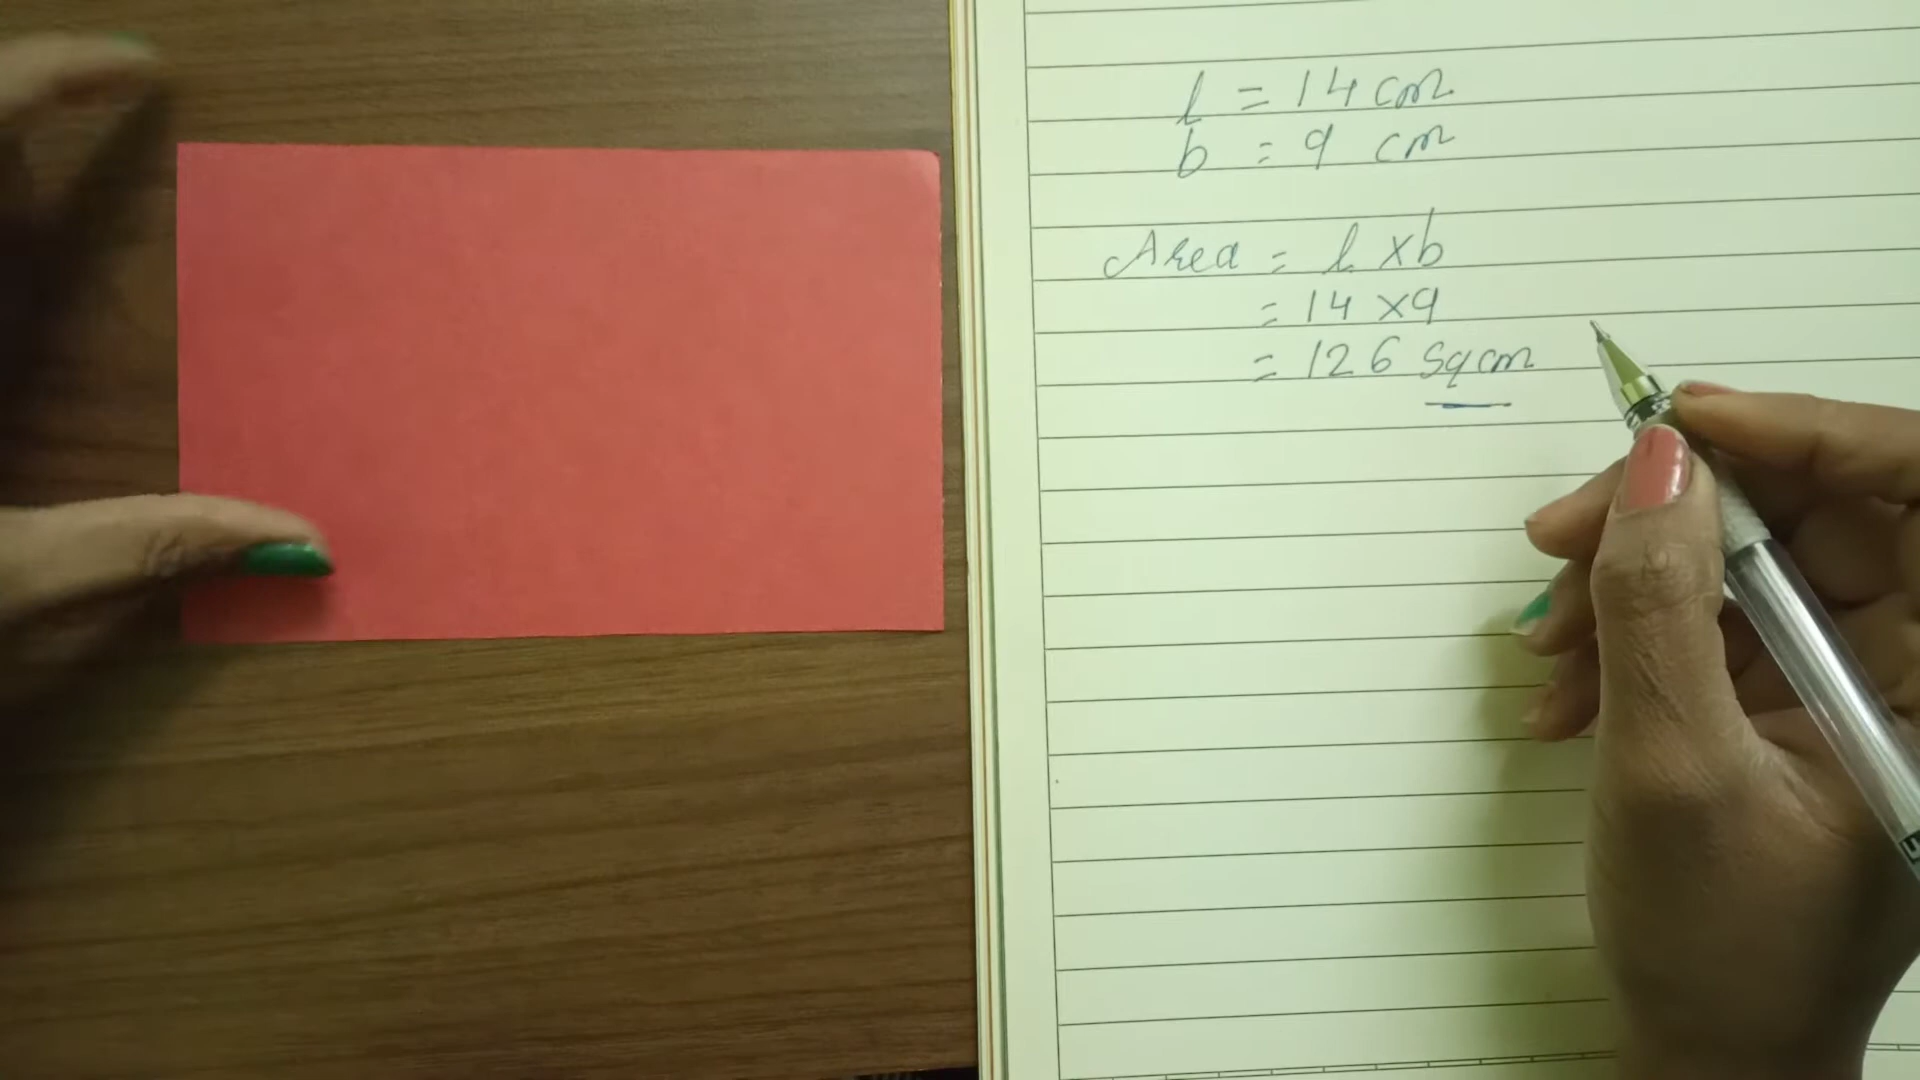 l = 14 cm
b = 9 cm
Area = l x b
= 14 x 9
= 126 Sq cm